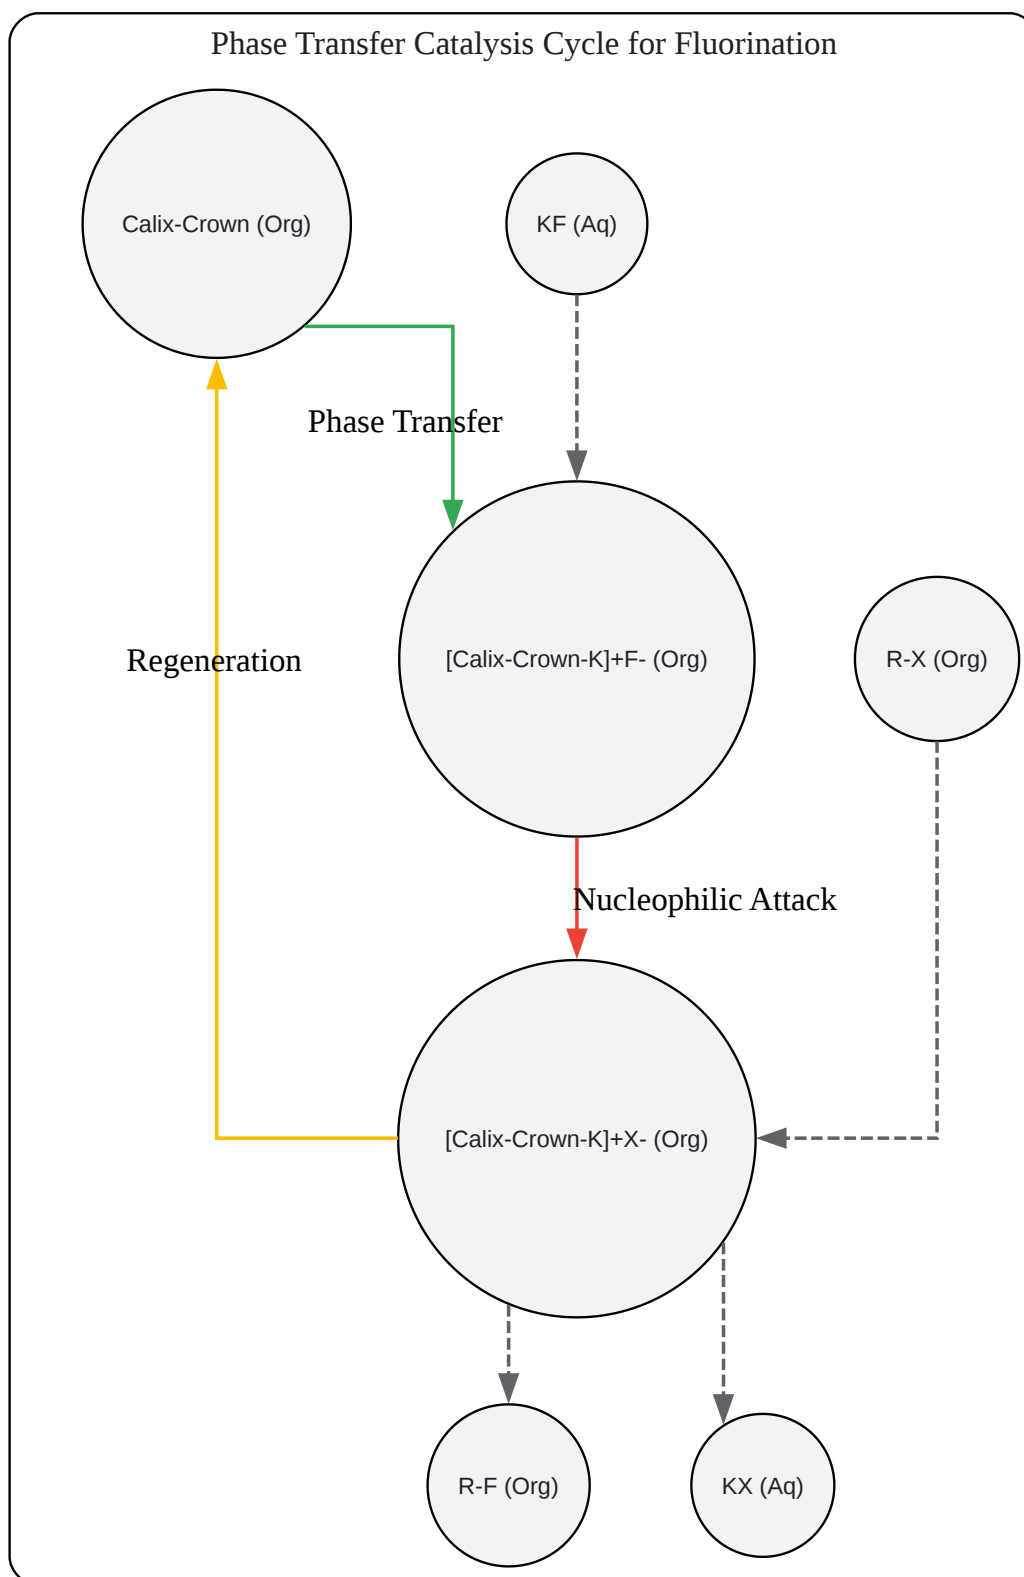 Phase Transfer Catalysis Cycle for Fluorination
Calix-Crown (Org)
KF (Aq)
Phase Transfer
Regeneration
[Calix-Crown-K]+F- (Org)
R-X (Org)
Nucleophilic Attack
[Calix-Crown-K]+X- (Org)
R-F (Org)
KX (Aq)